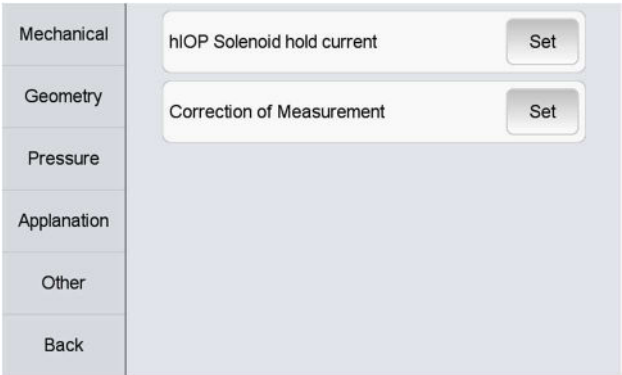 Mechanical
Geometry
Pressure
Applanation
Other
Back
hIOP Solenoid hold current Set
Correction of Measurement Set